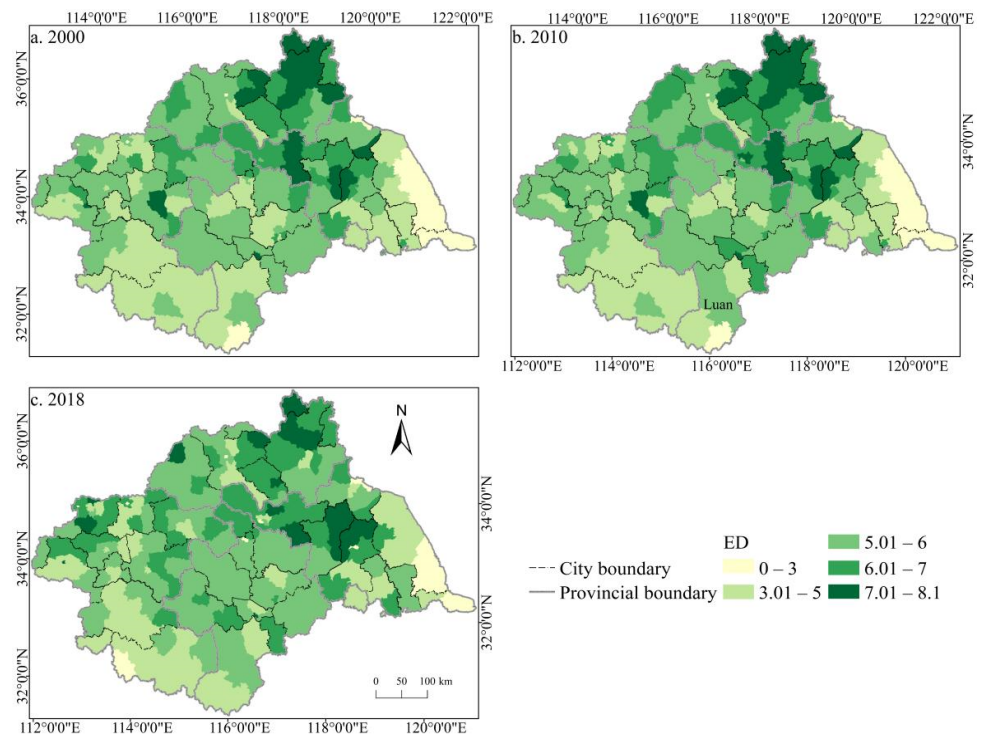 114°0'0"E 116°0'0"E 118°0'0"E 120°0'0"E 122°0'0"E
114°0'0"E 116°0'0"E 118°0'0"E 120°0'0"E 122°0'0"E
a. 2000
b. 2010
36°0'0"N
34°0'0"N
32°0'0"N
34°0'0"N
32°0'0"N
Luan
112°0'0"E 114°0'0"E 116°0'0"E 118°0'0"E 120°0'0"E
c. 2018
N
36°0'0"N
34°0'0"N
32°0'0"N
34°0'0"N
32°0'0"N
0 50 100 km
112°0'0"E 114°0'0"E 116°0'0"E 118°0'0"E 120°0'0"E
ED
City boundary
Provincial boundary
0 – 3
3.01 – 5
5.01 – 6
6.01 – 7
7.01 – 8.1